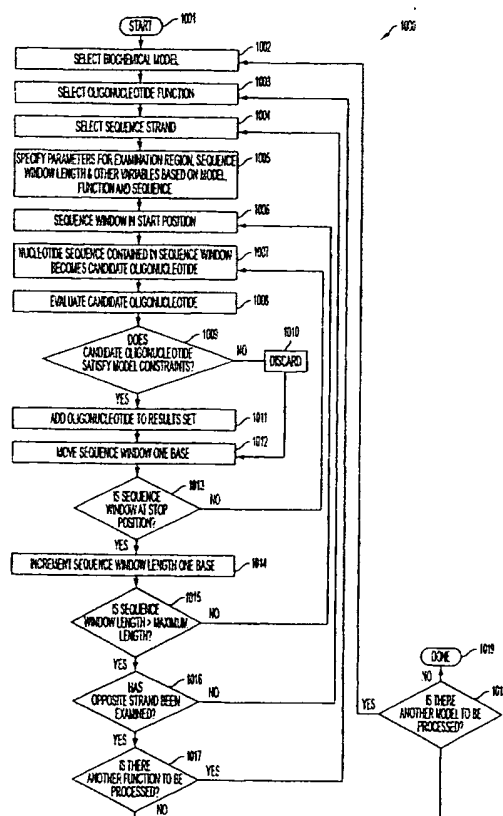 START
1001
1000
1002
SELECT BIOCHEMICAL MODEL
1003
SELECT OLIGONUCLEOTIDE FUNCTION
1004
SELECT SEQUENCE STRAND
SPECIFY PARAMETERS FOR EXAMINATION REGION, SEQUENCE
WINDOW LENGTH & OTHER VARIABLES BASED ON MODEL,
FUNCTION AND SEQUENCE
1005
1006
SEQUENCE WINDOW IN START POSITION
1007
NUCLEOTIDE SEQUENCE CONTAINED IN SEQUENCE WINDOW
BECOMES CANDIDATE OLIGONUCLEOTIDE
EVALUATE CANDIDATE OLIGONUCLEOTIDE
1008
1009
DOES
CANDIDATE OLIGONUCLEOTIDE
SATISFY MODEL CONSTRAINTS?
NO
1010
DISCARD
YES
ADD OLIGONUCLEOTIDE TO RESULTS SET
1011
1012
MOVE SEQUENCE WINDOW ONE BASE
1013
IS SEQUENCE
WINDOW AT STOP
POSITION?
NO
YES
INCREMENT SEQUENCE WINDOW LENGTH ONE BASE
1014
1015
IS SEQUENCE
WINDOW LENGTH > MAXIMUM
LENGTH?
NO
YES
1016
HAS
OPPOSITE STRAND BEEN
EXAMINED?
NO
YES
1017
IS THERE
ANOTHER FUNCTION TO BE
PROCESSED?
YES
NO
DONE
1019
NO
YES
IS THERE
ANOTHER MODEL TO BE
PROCESSED?